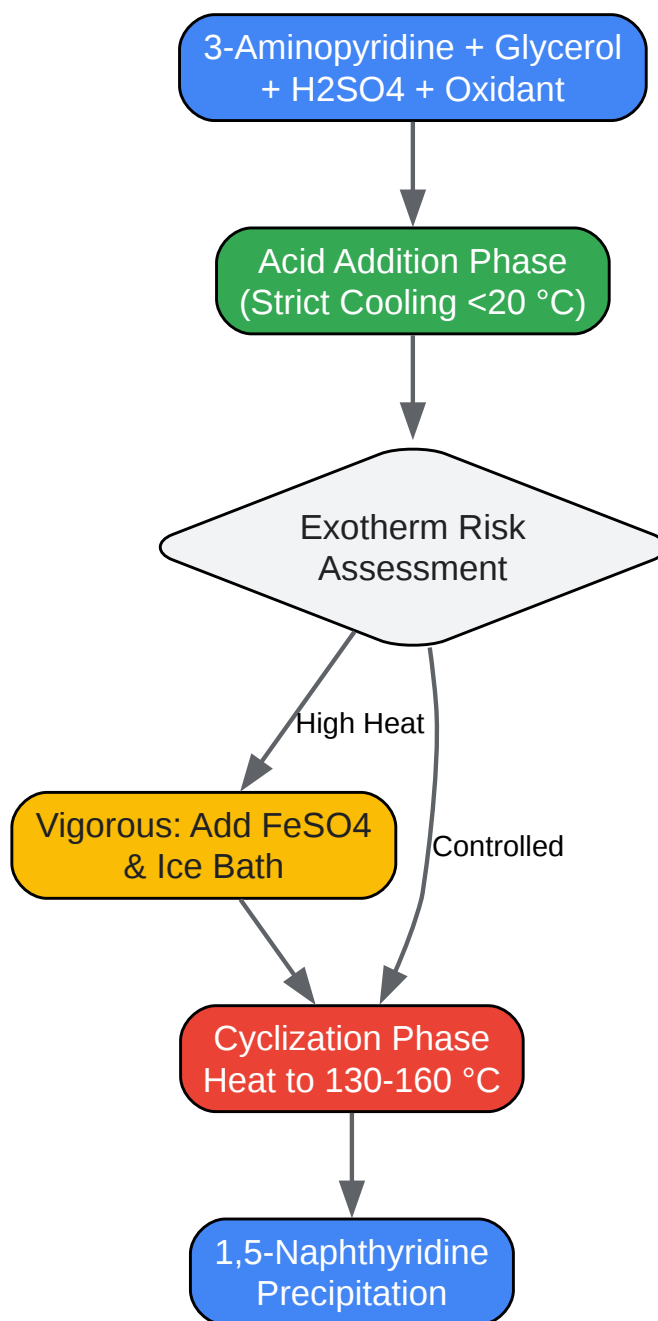 3-Aminopyridine + Glycerol
+ H2SO4 + Oxidant
Acid Addition Phase
(Strict Cooling <20 °C)
Exotherm Risk
Assessment
High Heat
Vigorous: Add FeSO4
& Ice Bath
Controlled
Cyclization Phase
Heat to 130-160 °C
1,5-Naphthyridine
Precipitation